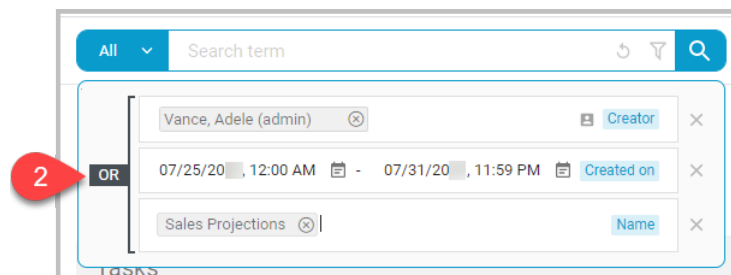 All Search term
Vance, Adele (admin) Creator
2 OR 07/25/20 , 12:00 AM - 07/31/20 , 11:59 PM Created on
Sales Projections Name
Tasks